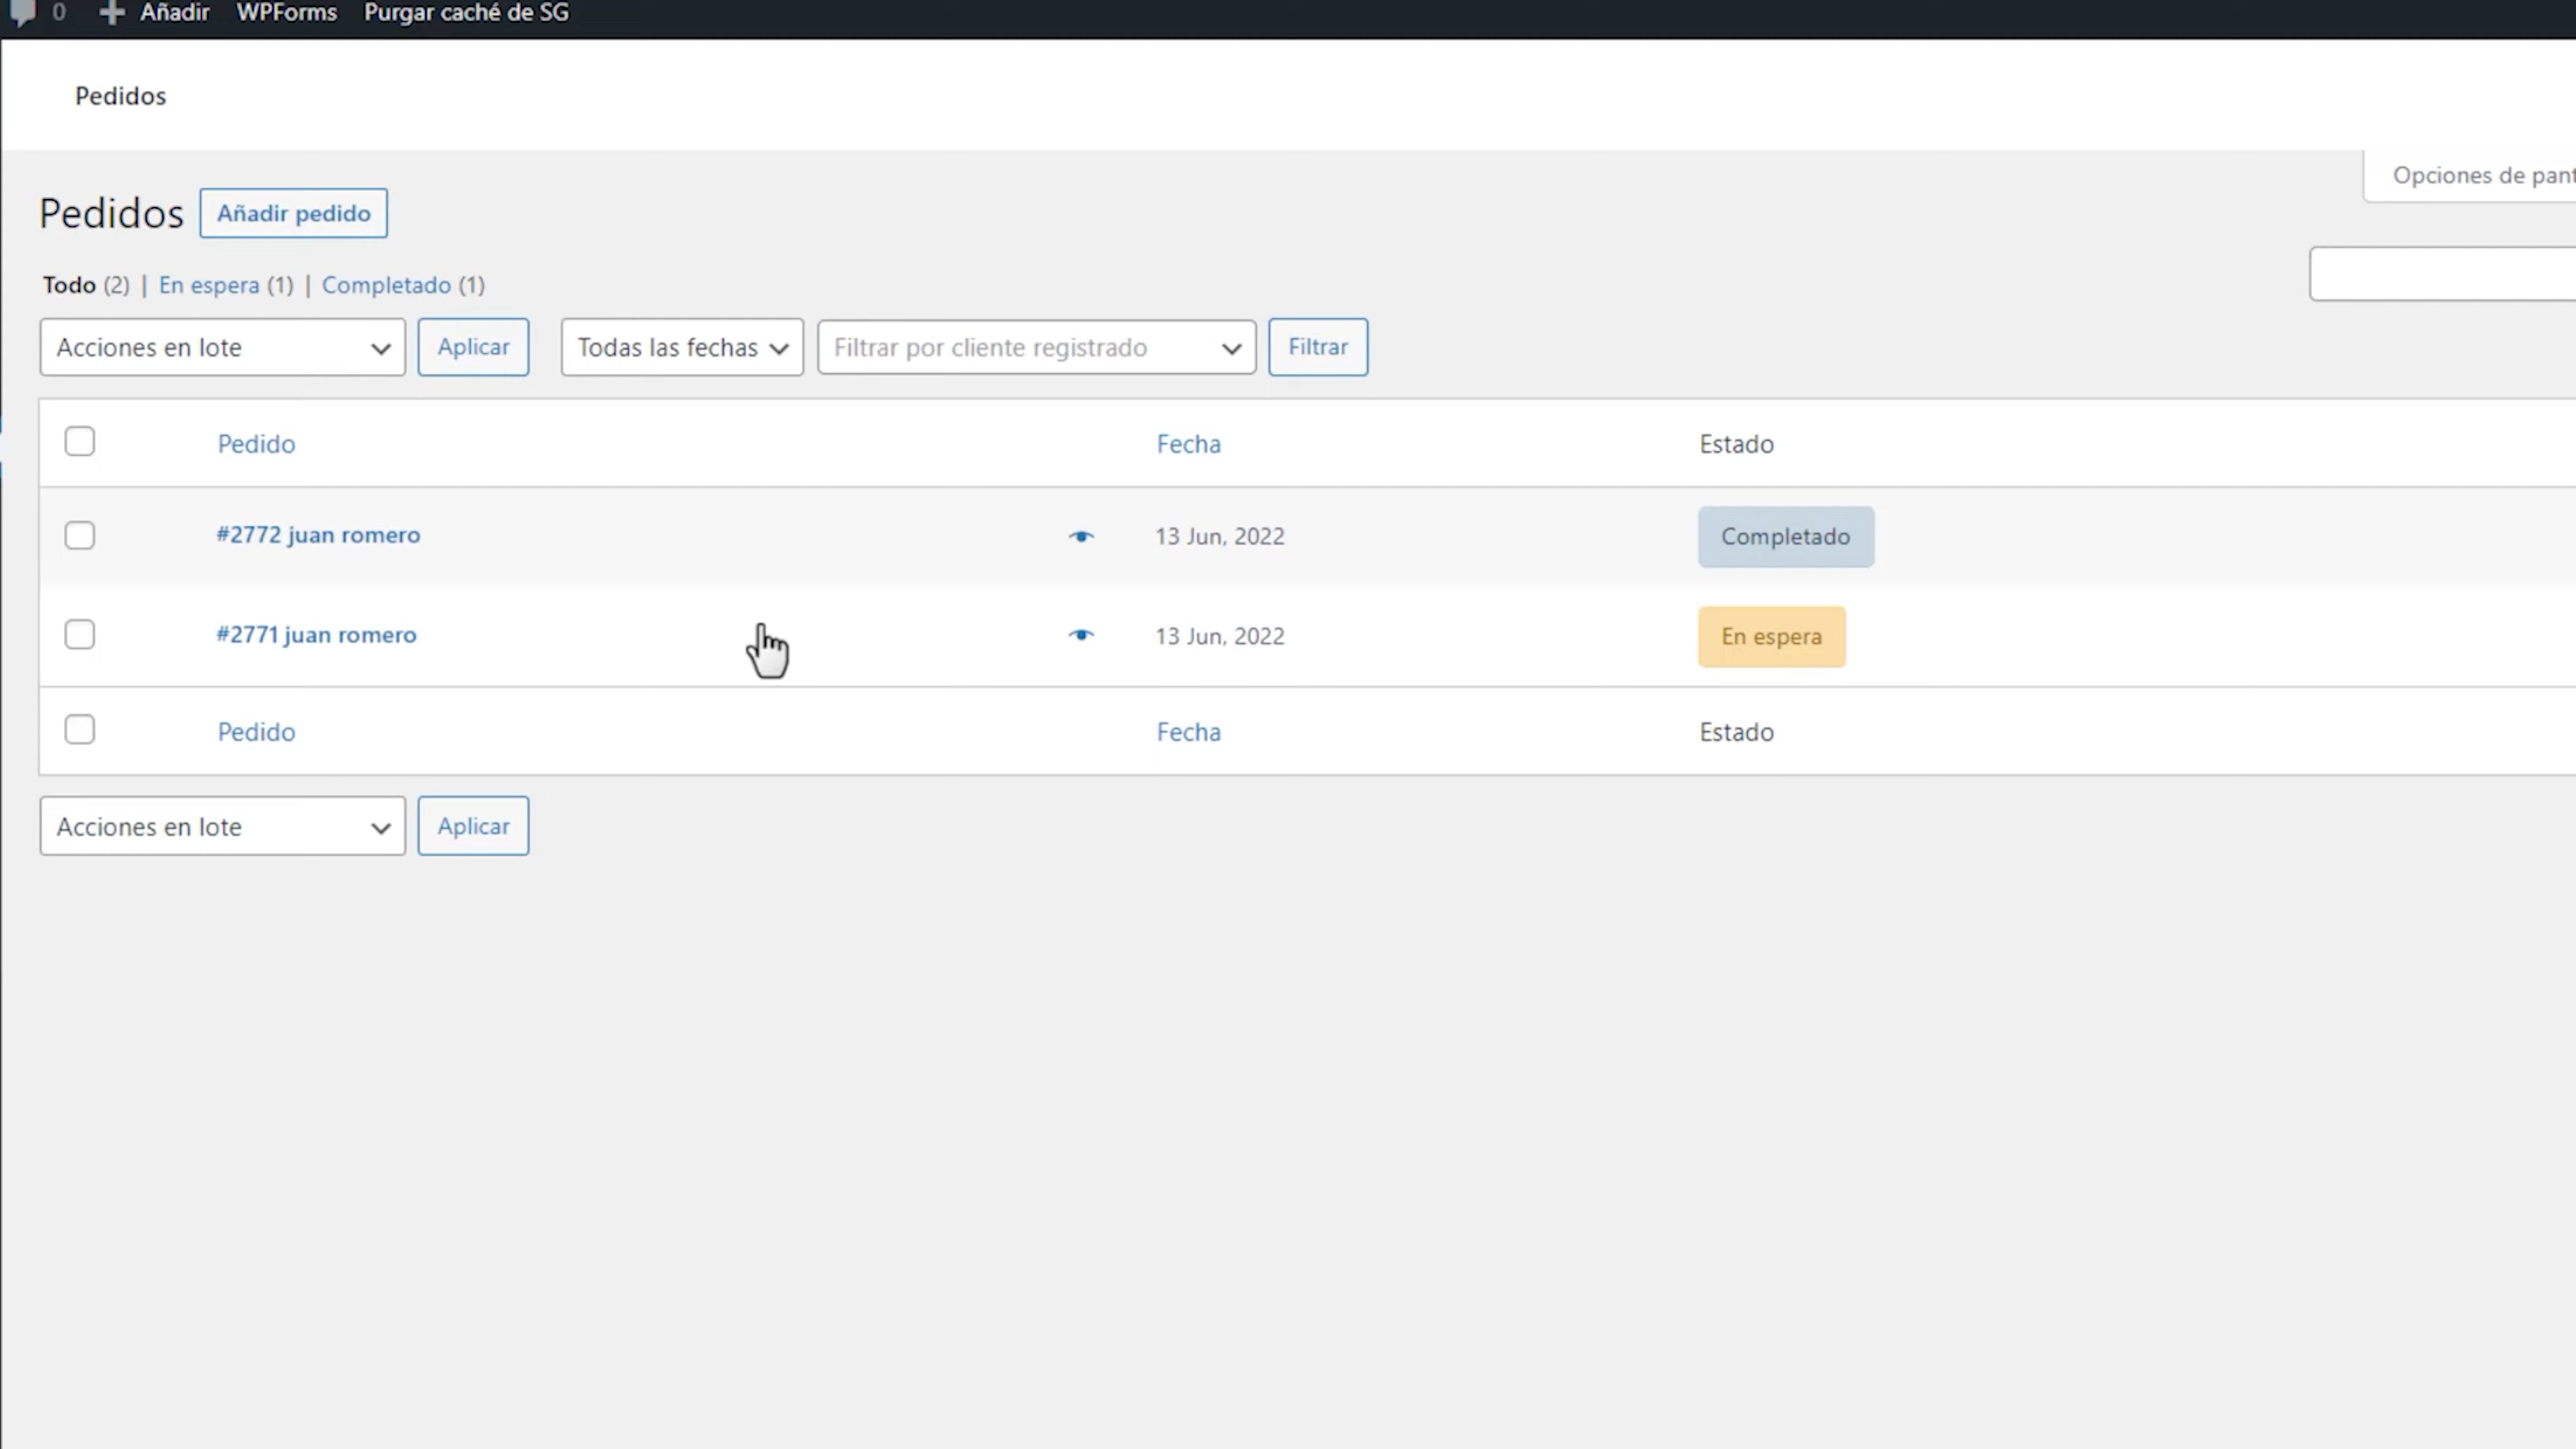 0 Añadir WPForms Purgar caché de SG
Pedidos
Opciones de pant
Pedidos Añadir pedido
Todo (2) | En espera (1) | Completado (1)
Acciones en lote Aplicar Todas las fechas Filtrar por cliente registrado Filtrar
Pedido Fecha Estado
#2772 juan romero 13 Jun, 2022 Completado
#2771 juan romero 13 Jun, 2022 En espera
Pedido Fecha Estado
Acciones en lote Aplicar